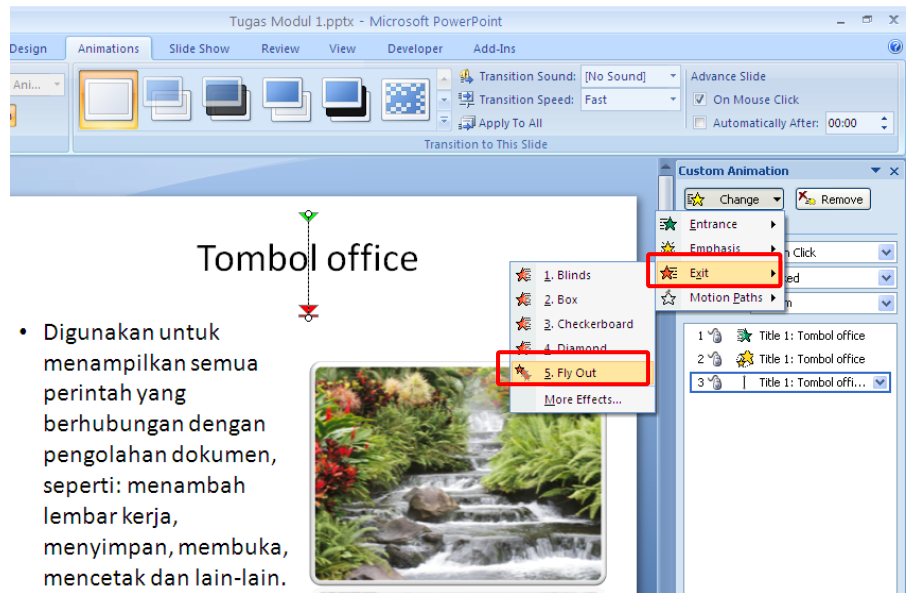 Tugas Modul 1.pptx - Microsoft PowerPoint
Design Animations Slide Show Review View Developer Add-Ins
Ani...
Transition Sound: [No Sound]
Transition Speed: Fast
Apply To All
Transition to This Slide
Advance Slide
On Mouse Click
Automatically After: 00:00
Custom Animation
Change Remove
Entrance
Emphasis
Exit
Motion Paths
Click
1. Blinds
2. Box
3. Checkerboard
4. Diamond
5. Fly Out
More Effects...
1 Title 1: Tombol office
2 Title 1: Tombol office
3 Title 1: Tombol offi...
Tombol office
• Digunakan untuk
menampilkan semua
perintah yang
berhubungan dengan
pengolahan dokumen,
seperti: menambah
lembar kerja,
menyimpan, membuka,
mencetak dan lain-lain.